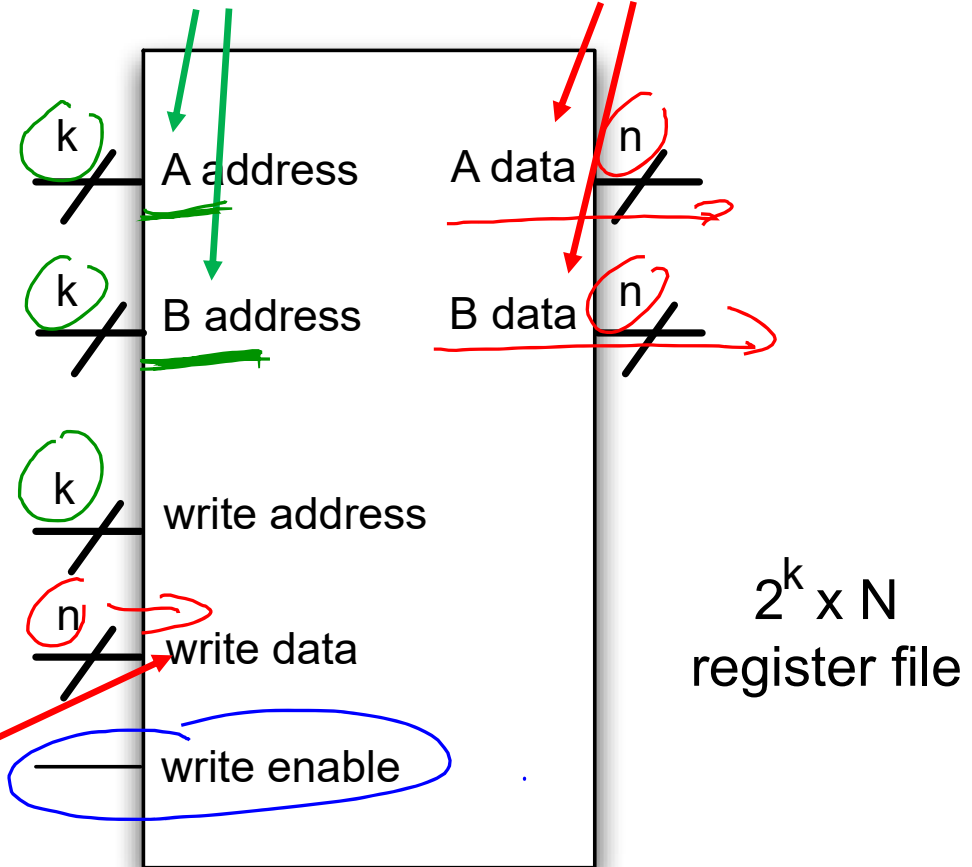 k
A address
A data
n
k
B address
B data
n
k
write address
n
write data
write enable
2^k x N
register file